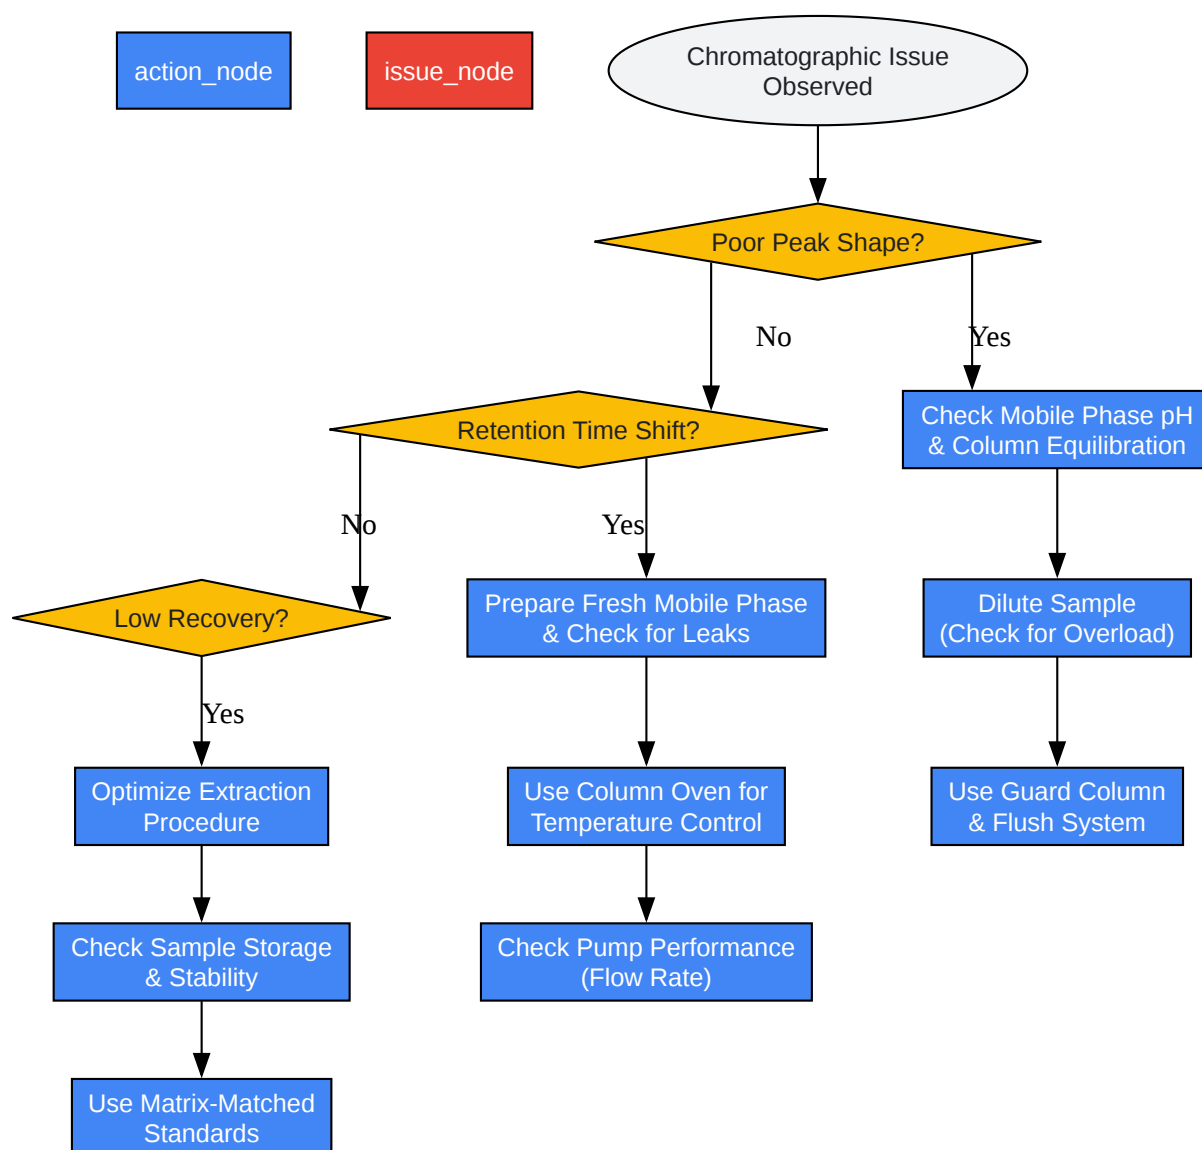 action_node
issue_node
Chromatographic Issue
Observed
Poor Peak Shape?
No
Yes
Retention Time Shift?
Check Mobile Phase pH
& Column Equilibration
No
Yes
Low Recovery?
Prepare Fresh Mobile Phase
& Check for Leaks
Dilute Sample
(Check for Overload)
Yes
Optimize Extraction
Procedure
Use Column Oven for
Temperature Control
Use Guard Column
& Flush System
Check Sample Storage
& Stability
Check Pump Performance
(Flow Rate)
Use Matrix-Matched
Standards